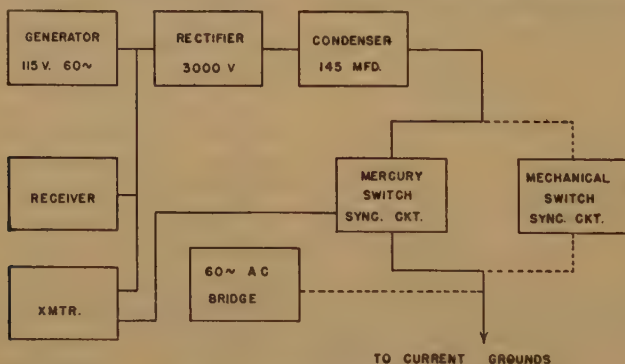 GENERATOR
115 V. 60~
RECTIFIER
3000 V
CONDENSER
145 MFD.
RECEIVER
MERCURY
SWITCH
SYNC. CKT.
MECHANICAL
SWITCH
SYNC. CKT.
XMTR.
60~ AC
BRIDGE
TO CURRENT GROUNDS